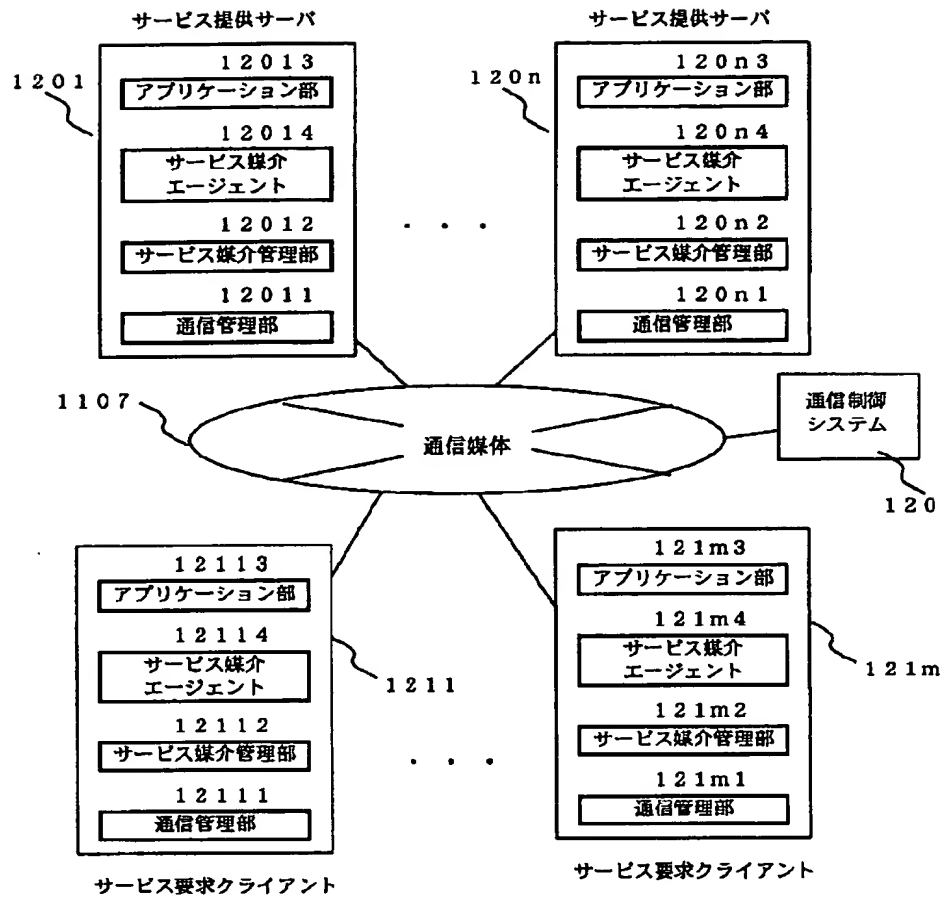 サービス提供サーバ
1201
12013
アプリケーション部
12014
サービス媒介
エージェント
12012
サービス媒介管理部
12011
通信管理部
・・・
サービス提供サーバ
120n
120n3
アプリケーション部
120n4
サービス媒介
エージェント
120n2
サービス媒介管理部
120n1
通信管理部
1107
通信媒体
通信制御
システム
120
12113
アプリケーション部
12114
サービス媒介
エージェント
1211
12112
サービス媒介管理部
12111
通信管理部
サービス要求クライアント
・・・
121m3
アプリケーション部
121m4
サービス媒介
エージェント
121m
121m2
サービス媒介管理部
121m1
通信管理部
サービス要求クライアント